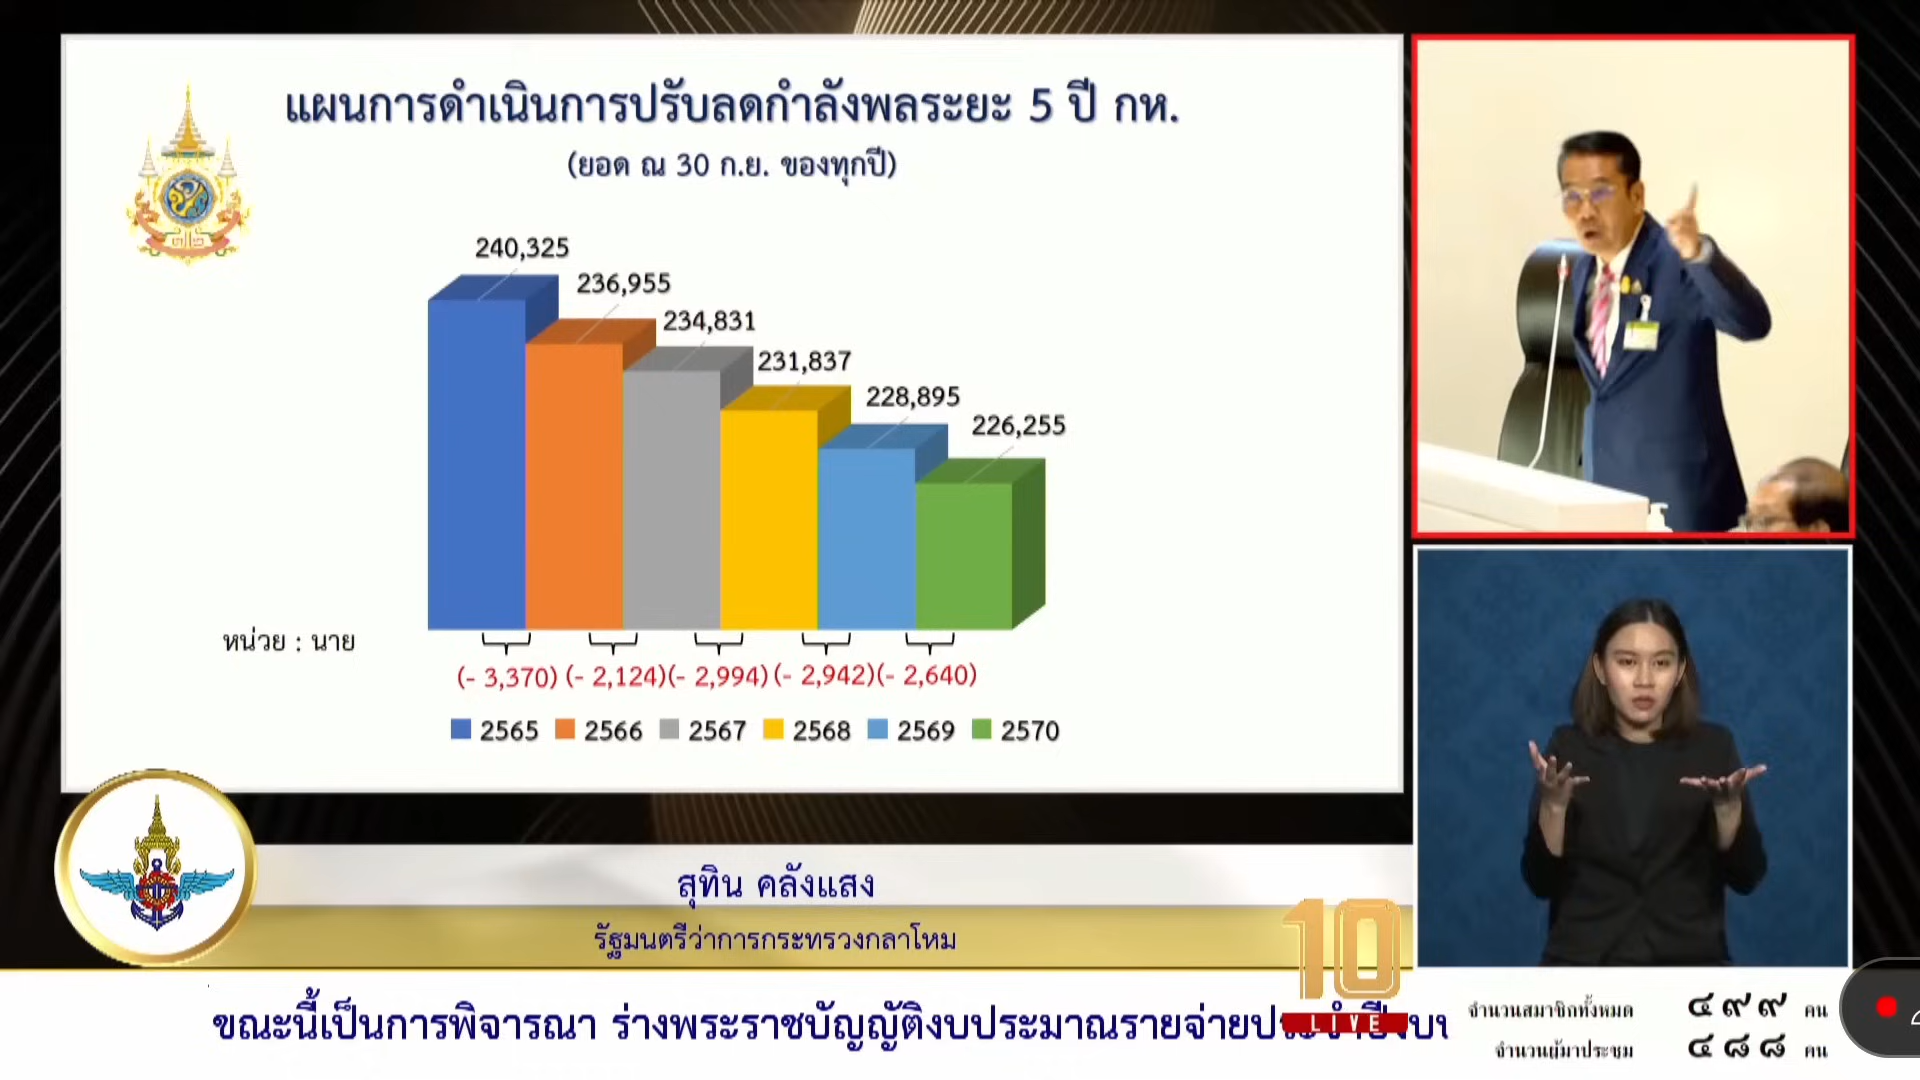 แผนการดำเนินการปรับลดกำลังพลระยะ 5 ปี กห.
(ยอด ณ 30 ก.ย. ของทุกปี)
240,325
236,955
234,831
231,837
228,895
226,255
หน่วย : นาย
(- 3,370) (- 2,124) (- 2,994) (- 2,942) (- 2,640)
2565 2566 2567 2568 2569 2570
สุทิน คลังแสง
รัฐมนตรีว่าการกระทรวงกลาโหม
10
LIVE
ขณะนี้เป็นการพิจารณา ร่างพระราชบัญญัติงบประมาณรายจ่าย
จำนวนสมาชิกทั้งหมด ๔๙๙ คน
จำนวนผู้มาประชุม ๔๘๘ คน